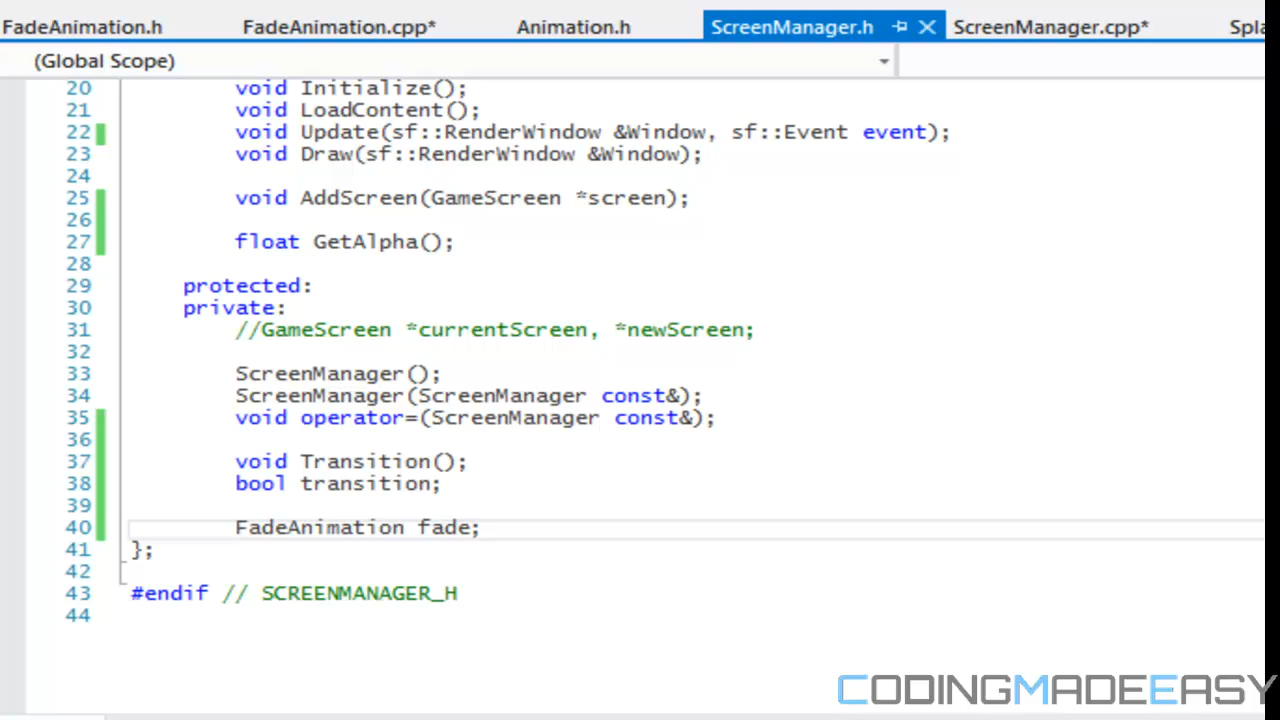 FadeAnimation.h FadeAnimation.cpp* Animation.h ScreenManager.h ScreenManager.cpp*
(Global Scope)
20 void Initialize();
21 void LoadContent();
22 void Update(sf::RenderWindow &Window, sf::Event event);
23 void Draw(sf::RenderWindow &Window);
24
25 void AddScreen(GameScreen *screen);
26
27 float GetAlpha();
28
29 protected:
30 private:
31 //GameScreen *currentScreen, *newScreen;
32
33 ScreenManager();
34 ScreenManager(ScreenManager const&);
35 void operator=(ScreenManager const&);
36
37 void Transition();
38 bool transition;
39
40 FadeAnimation fade;
41 };
42
43 #endif // SCREENMANAGER_H
44
CODINGMADEEASY